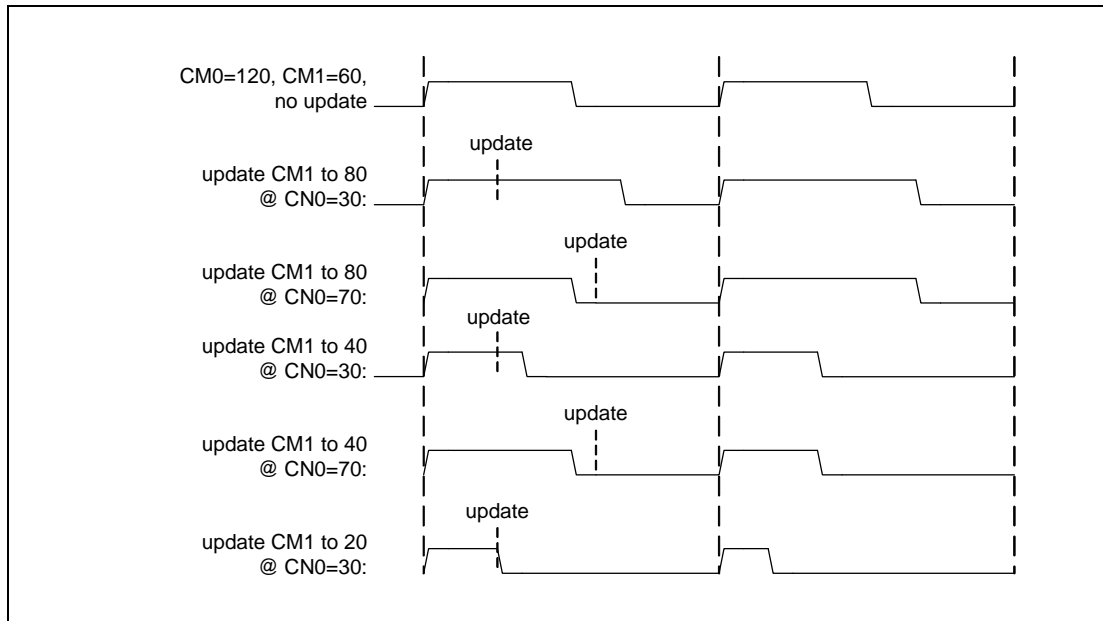 CM0=120, CM1=60,
no update
update
update CM1 to 80
@ CN0=30:
update
update CM1 to 80
@ CN0=70:
update
update CM1 to 40
@ CN0=30:
update
update CM1 to 40
@ CN0=70:
update
update CM1 to 20
@ CN0=30: